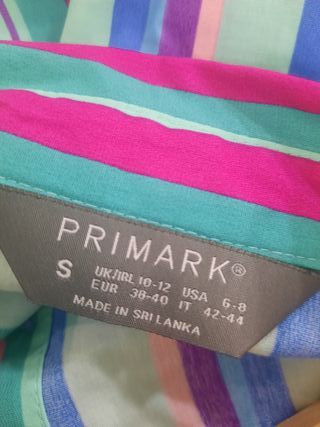 PRIMARK®
S UK/IRL 10-12 USA 6-8
EUR 38-40 IT 42-44
MADE IN SRI LANKA